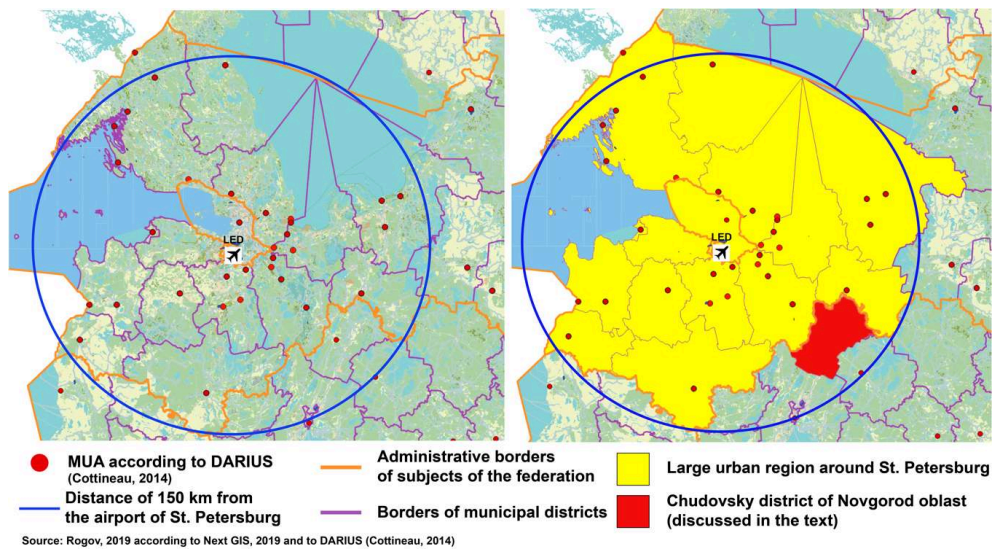 LED
LED
MUA according to DARIUS
(Cottineau, 2014)
Distance of 150 km from
the airport of St. Petersburg
Administrative borders
of subjects of the federation
Borders of municipal districts
Large urban region around St. Petersburg
Chudovsky district of Novgorod oblast
(discussed in the text)
Source: Rogov, 2019 according to Next GIS, 2019 and to DARIUS (Cottineau, 2014)